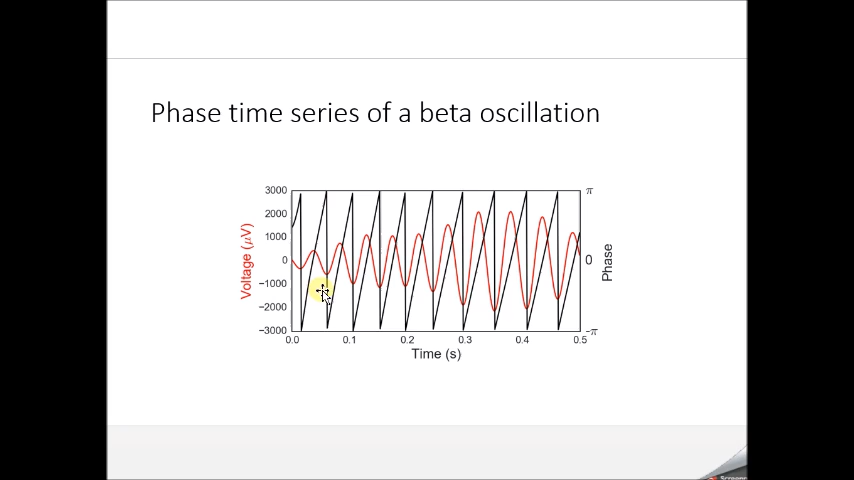 Phase time series of a beta oscillation
3000
2000
1000
0
−1000
−2000
−3000
Voltage (μV)
π
0
-π
Phase
0.0 0.1 0.2 0.3 0.4 0.5
Time (s)